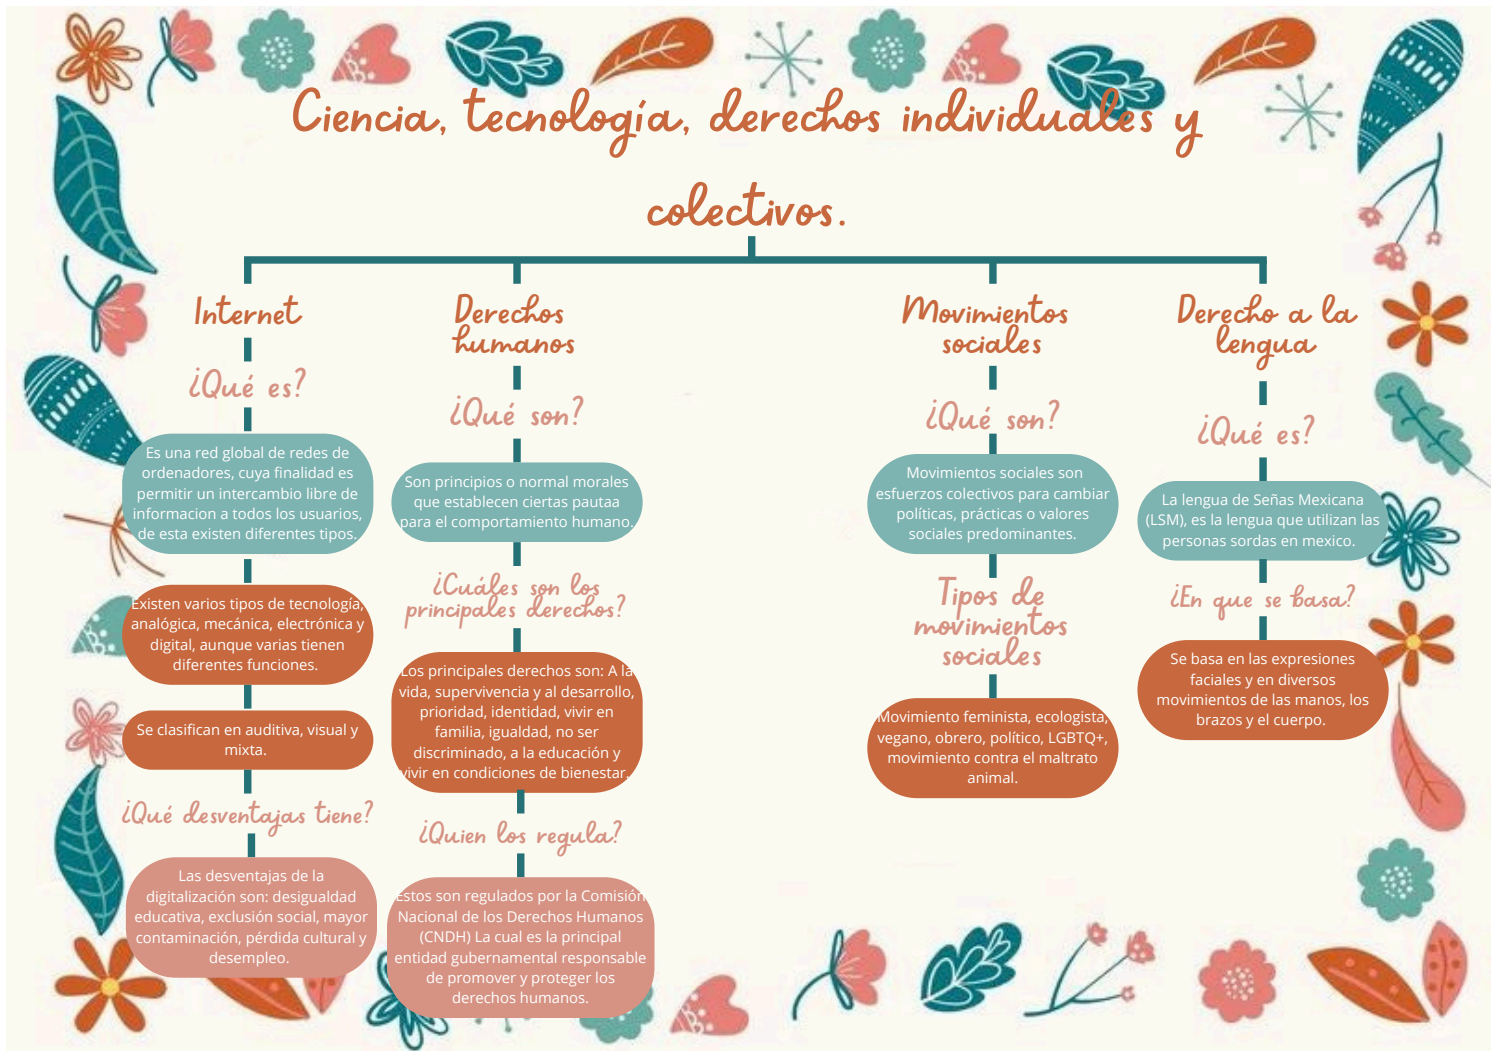 Ciencia, tecnología, derechos individuales y
colectivos.
Internet
¿Qué es?
Es una red global de redes de
ordenadores, cuya finalidad es
permitir un intercambio libre de
informacion a todos los usuarios,
de esta existen diferentes tipos.
Existen varios tipos de tecnología,
analógica, mecánica, electrónica y
digital, aunque varias tienen
diferentes funciones.
Se clasifican en auditiva, visual y
mixta.
¿Qué desventajas tiene?
Las desventajas de la
digitalización son: desigualdad
educativa, exclusión social, mayor
contaminación, pérdida cultural y
desempleo.
Derechos
humanos
¿Qué son?
Son principios o normal morales
que establecen ciertas pautaa
para el comportamiento humano.
¿Cuáles son los
principales derechos?
Los principales derechos son: A la
vida, supervivencia y al desarrollo,
prioridad, identidad, vivir en
familia, igualdad, no ser
discriminado, a la educación y
vivir en condiciones de bienestar.
¿Quien los regula?
Estos son regulados por la Comisión
Nacional de los Derechos Humanos
(CNDH) La cual es la principal
entidad gubernamental responsable
de promover y proteger los
derechos humanos.
Movimientos
sociales
¿Qué son?
Movimientos sociales son
esfuerzos colectivos para cambiar
políticas, prácticas o valores
sociales predominantes.
Tipos de
movimientos
sociales
Movimiento feminista, ecologista,
vegano, obrero, político, LGBTQ+,
movimiento contra el maltrato
animal.
Derecho a la
lengua
¿Qué es?
La lengua de Señas Mexicana
(LSM), es la lengua que utilizan las
personas sordas en mexico.
¿En que se basa?
Se basa en las expresiones
faciales y en diversos
movimientos de las manos, los
brazos y el cuerpo.